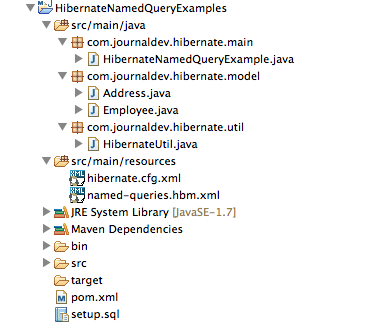 HibernateNamedQueryExamples
src/main/java
com.journaldev.hibernate.main
HibernateNamedQueryExample.java
com.journaldev.hibernate.model
Address.java
Employee.java
com.journaldev.hibernate.util
HibernateUtil.java
src/main/resources
hibernate.cfg.xml
named-queries.hbm.xml
JRE System Library [JavaSE-1.7]
Maven Dependencies
bin
src
target
pom.xml
setup.sql